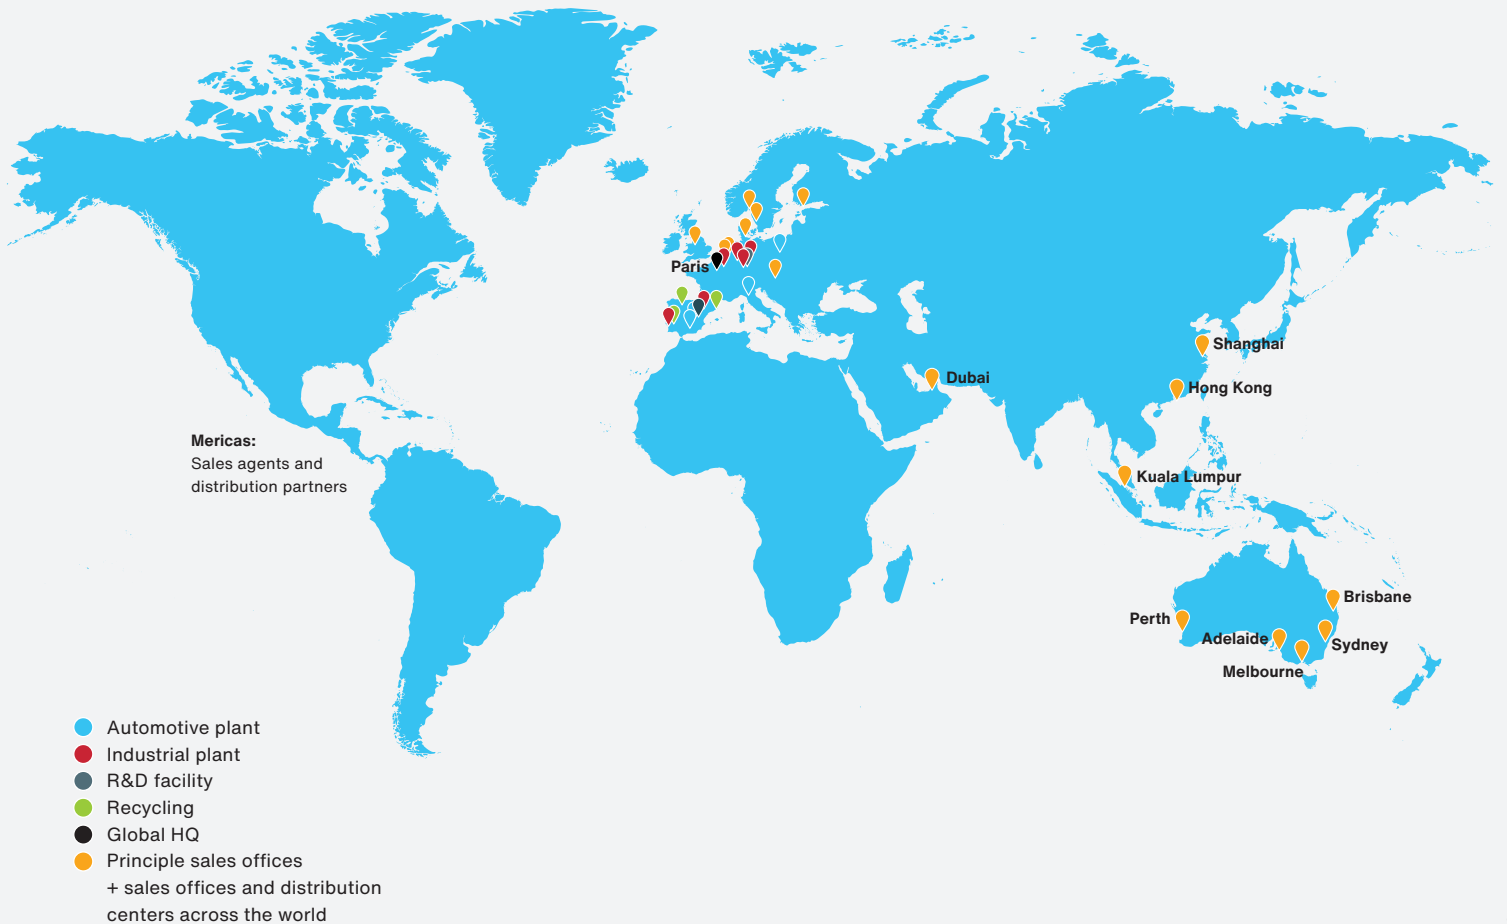 Paris
Shanghai
Dubai
Hong Kong
Mericas:
Sales agents and
distribution partners
Kuala Lumpur
Brisbane
Perth
Adelaide
Sydney
Melbourne
Automotive plant
Industrial plant
R&D facility
Recycling
Global HQ
Principle sales offices
+ sales offices and distribution
centers across the world